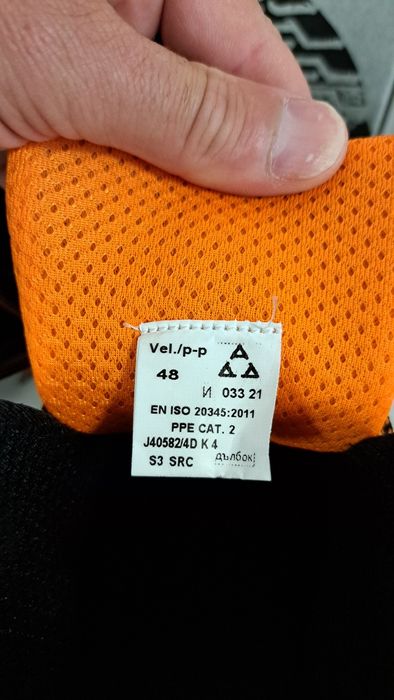 Vel./p-p
48
И 033 21
EN ISO 20345:2011
PPE CAT. 2
J40582/4D K 4
S3 SRC дълбок